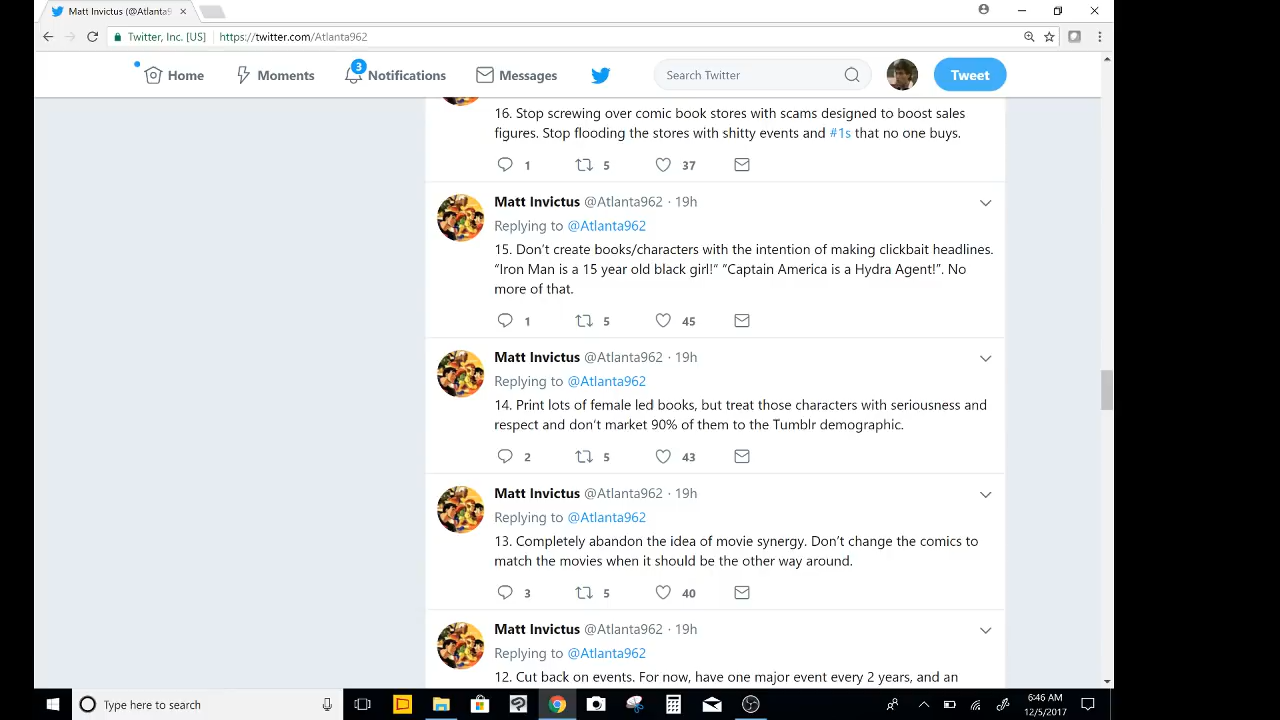 Matt Invictus (@Atlanta9
Twitter, Inc. [US]
https://twitter.com/Atlanta962
Home
Moments
3
Notifications
Messages
Search Twitter
Tweet
16. Stop screwing over comic book stores with scams designed to boost sales
figures. Stop flooding the stores with shitty events and #1s that no one buys.
1 5 37
Matt Invictus @Atlanta962 · 19h
Replying to @Atlanta962
15. Don't create books/characters with the intention of making clickbait headlines.
“Iron Man is a 15 year old black girl!” “Captain America is a Hydra Agent!”. No
more of that.
1 5 45
Matt Invictus @Atlanta962 · 19h
Replying to @Atlanta962
14. Print lots of female led books, but treat those characters with seriousness and
respect and don't market 90% of them to the Tumblr demographic.
2 5 43
Matt Invictus @Atlanta962 · 19h
Replying to @Atlanta962
13. Completely abandon the idea of movie synergy. Don't change the comics to
match the movies when it should be the other way around.
3 5 40
Matt Invictus @Atlanta962 · 19h
Replying to @Atlanta962
12. Cut back on events. For now, have one major event every 2 years, and an
Type here to search
6:46 AM
12/5/2017